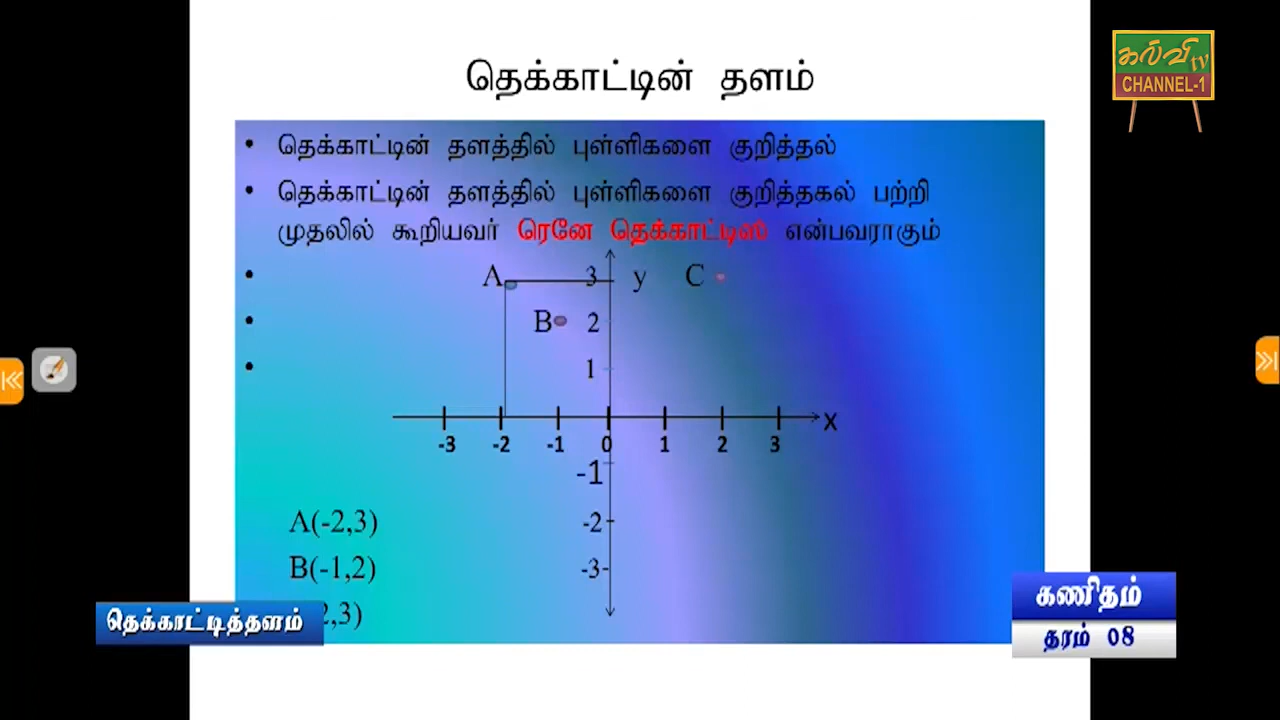 கல்வி tv
CHANNEL-1
தெக்காட்டின் தளம்
• தெக்காட்டின் தளத்தில் புள்ளிகளை குறித்தல்
• தெக்காட்டின் தளத்தில் புள்ளிகளை குறித்தகல் பற்றி
முதலில் கூறியவர் ரெனே தெக்காட்டிஸ் என்பவராகும்
• A 3 y C
• B 2
• 1
x
-3 -2 -1 0 1 2 3
-1
-2
-3
A(-2,3)
B(-1,2)
2,3)
தெக்காட்டித்தளம்
கணிதம்
தரம் 08